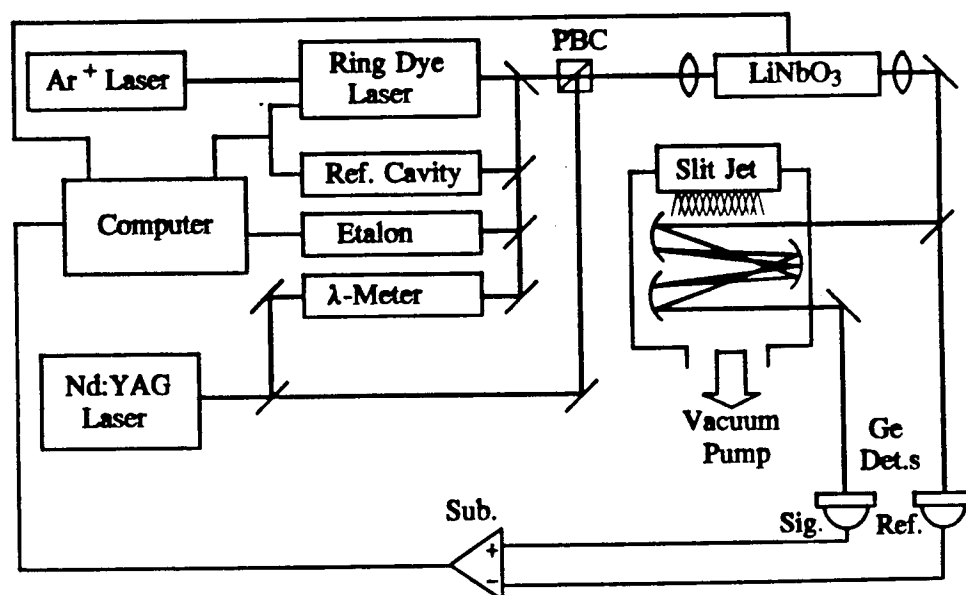 PBC
Ar+ Laser
Ring Dye
Laser
LiNbO3
Ref. Cavity
Slit Jet
Computer
Etalon
λ-Meter
Nd:YAG
Laser
Vacuum
Pump
Ge
Det.s
Sub.
Sig.
Ref.
+
−